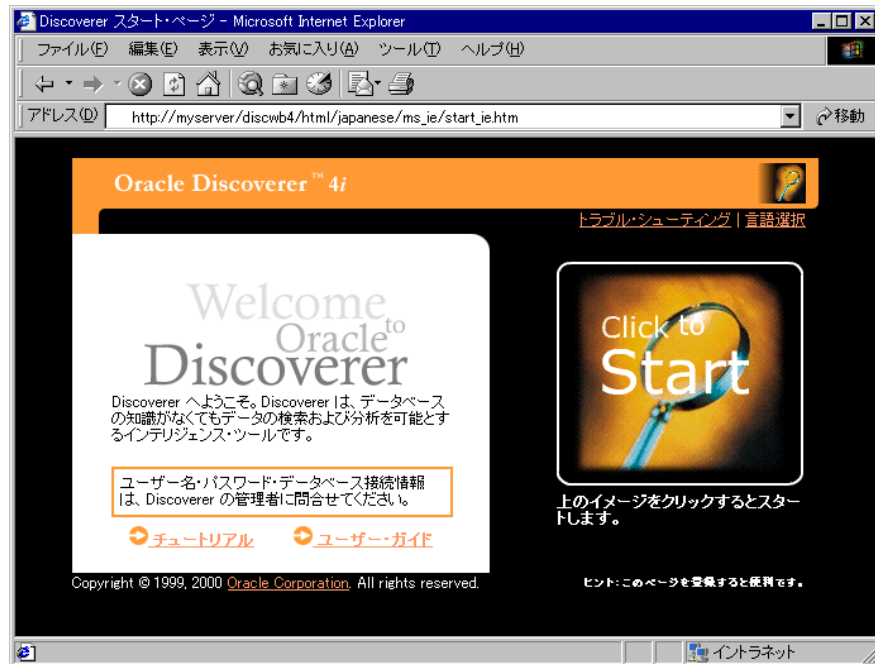 Discoverer スタート・ページ - Microsoft Internet Explorer
ファイル(F) 編集(E) 表示(V) お気に入り(A) ツール(T) ヘルプ(H)
アドレス(D) http://myserver/discwb4/html/japanese/ms_ie/start_ie.htm 移動
Oracle Discoverer™ 4i
トラブル・シューティング | 言語選択
Welcome
to
Oracle
Discoverer
Discoverer へようこそ。Discoverer は、データベース
の知識がなくてもデータの検索および分析を可能とす
るインテリジェンス・ツールです。
ユーザー名・パスワード・データベース接続情報
は、Discoverer の管理者に問合せてください。
チュートリアル ユーザー・ガイド
Click to
Start
上のイメージをクリックするとスター
トします。
Copyright © 1999, 2000 Oracle Corporation. All rights reserved.
ヒント:このページを登録すると便利です。
イントラネット